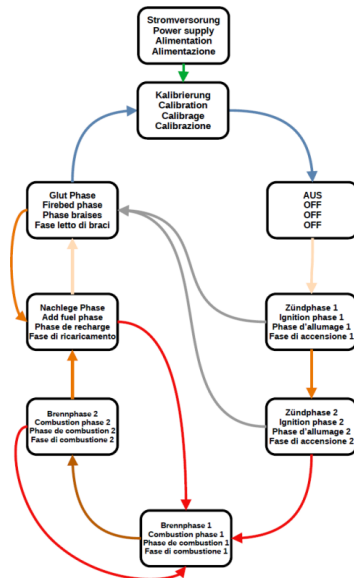 Stromversorung
Power supply
Alimentation
Alimentazione
Kalibrierung
Calibration
Calibrage
Calibrazione
Glut Phase
Firebed phase
Phase braises
Fase letto di braci
AUS
OFF
OFF
OFF
Nachlege Phase
Add fuel phase
Phase de recharge
Fase di ricaricamento
Zündphase 1
Ignition phase 1
Phase d'allumage 1
Fase di accensione 1
Brennphase 2
Combustion phase 2
Phase de combustion 2
Fase di combustione 2
Zündphase 2
Ignition phase 2
Phase d'allumage 2
Fase di accensione 2
Brennphase 1
Combustion phase 1
Phase de combustion 1
Fase di combustione 1